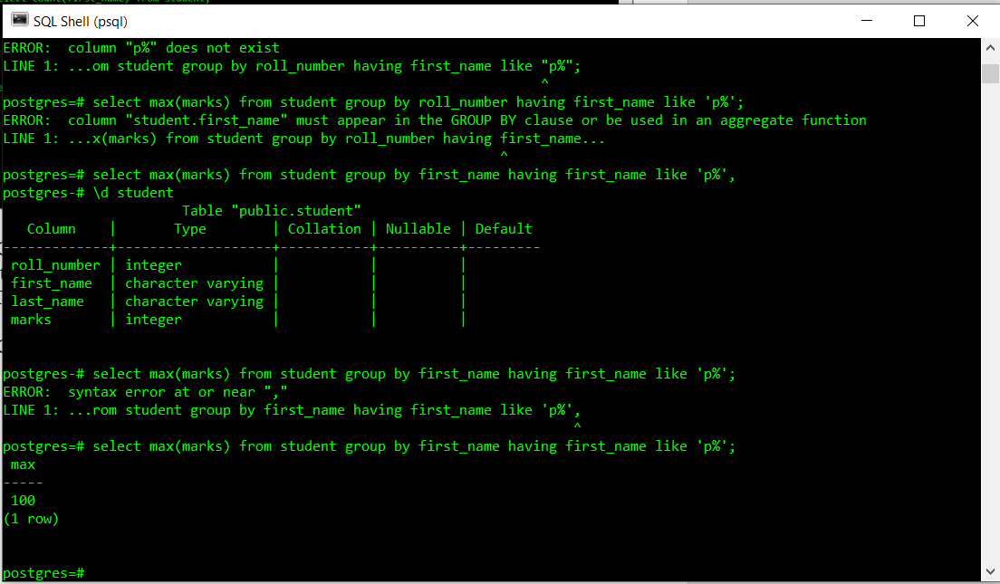 SQL Shell (psql)
ERROR:  column "p%" does not exist
LINE 1: ...om student group by roll_number having first_name like "p%";
                                                                  ^
postgres=# select max(marks) from student group by roll_number having first_name like 'p%';
ERROR:  column "student.first_name" must appear in the GROUP BY clause or be used in an aggregate function
LINE 1: ...x(marks) from student group by roll_number having first_name...
                                                             ^
postgres=# select max(marks) from student group by first_name having first_name like 'p%',
postgres-# \d student
                      Table "public.student"
   Column    |       Type        | Collation | Nullable | Default
-------------+-------------------+-----------+----------+---------
 roll_number | integer           |           |          |
 first_name  | character varying |           |          |
 last_name   | character varying |           |          |
 marks       | integer           |           |          |
postgres-# select max(marks) from student group by first_name having first_name like 'p%';
ERROR:  syntax error at or near ","
LINE 1: ...rom student group by first_name having first_name like 'p%',
                                                                      ^
postgres=# select max(marks) from student group by first_name having first_name like 'p%';
 max
-----
 100
(1 row)
postgres=#